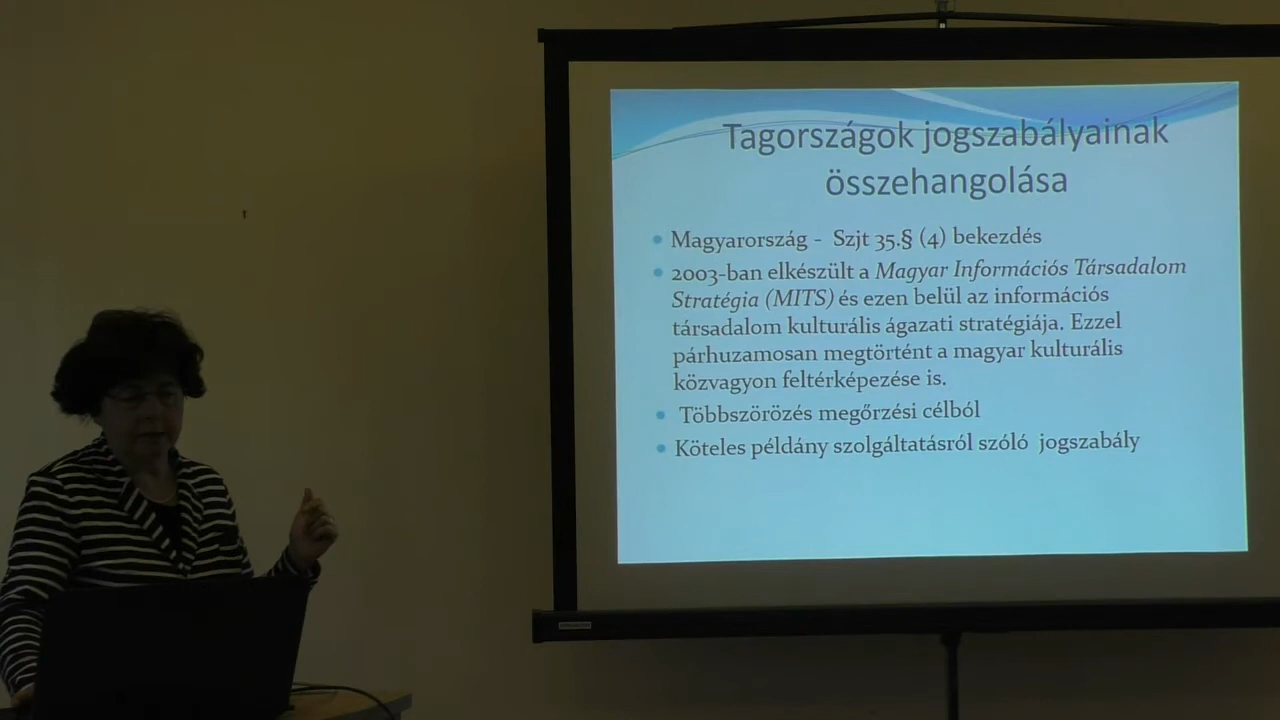 Tagországok jogszabályainak
összehangolása
Magyarország - Szjt 35.§ (4) bekezdés
2003-ban elkészült a Magyar Információs Társadalom
Stratégia (MITS) és ezen belül az információs
társadalom kulturális ágazati stratégiája. Ezzel
párhuzamosan megtörtént a magyar kulturális
közvagyon feltérképezése is.
Többszörözés megőrzési célból
Köteles példány szolgáltatásról szóló jogszabály